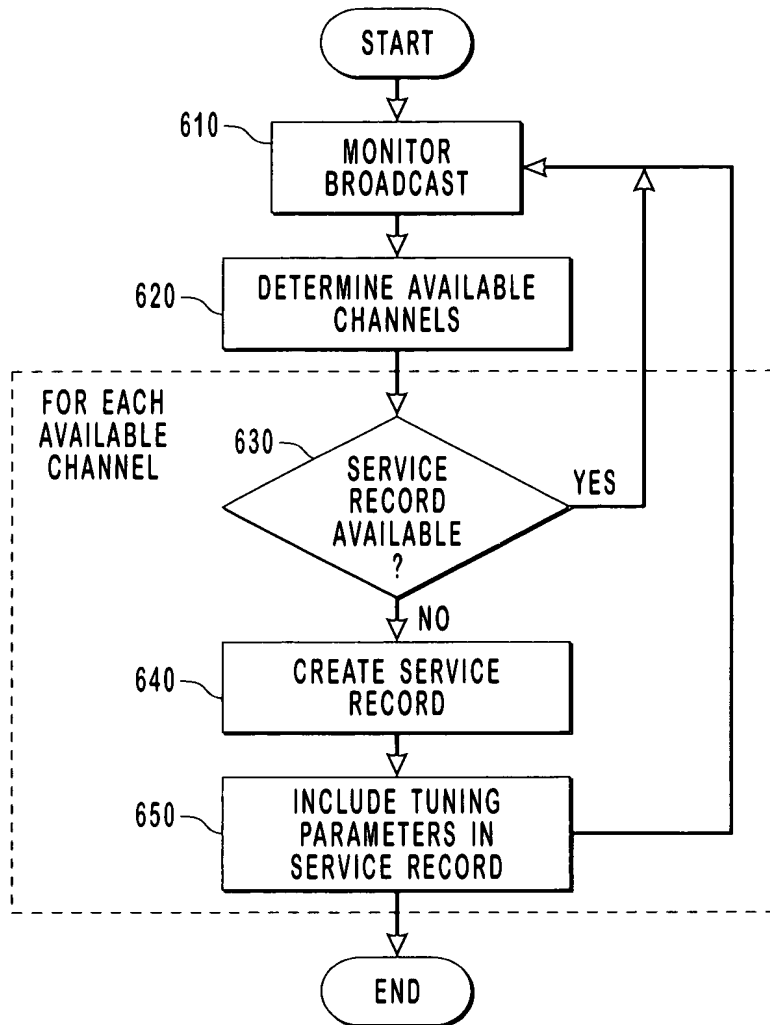 START
610
MONITOR
BROADCAST
620
DETERMINE AVAILABLE
CHANNELS
FOR EACH
AVAILABLE
CHANNEL
630
SERVICE
RECORD
AVAILABLE
?
YES
NO
640
CREATE SERVICE
RECORD
650
INCLUDE TUNING
PARAMETERS IN
SERVICE RECORD
END